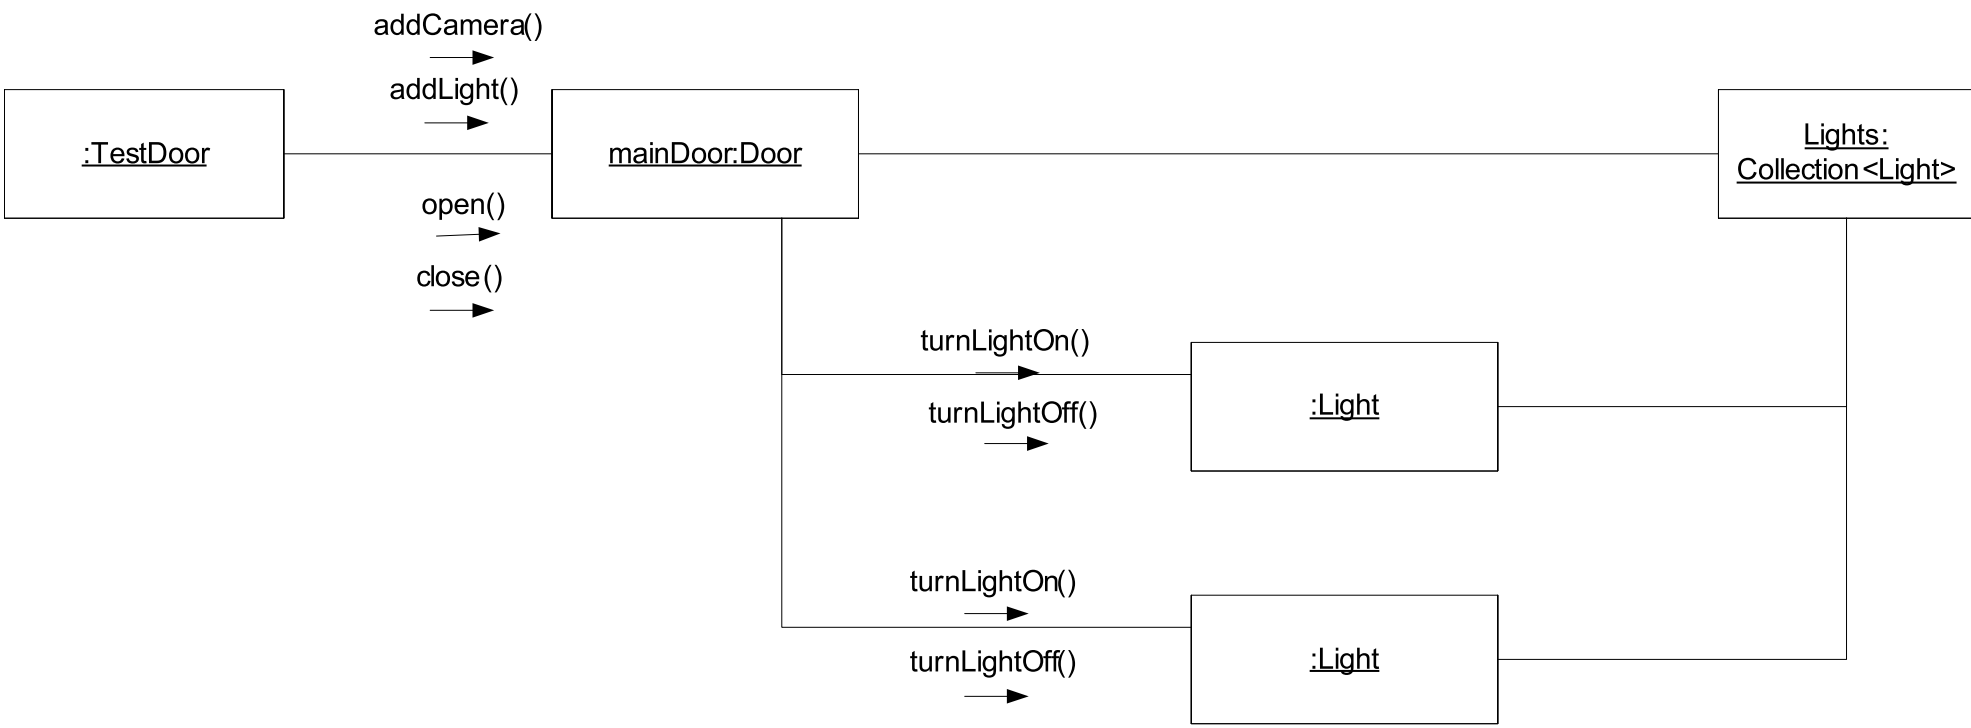 addCamera()
addLight()
:TestDoor
mainDoor:Door
Lights:
Collection<Light>
open()
close()
turnLightOn()
:Light
turnLightOff()
turnLightOn()
:Light
turnLightOff()